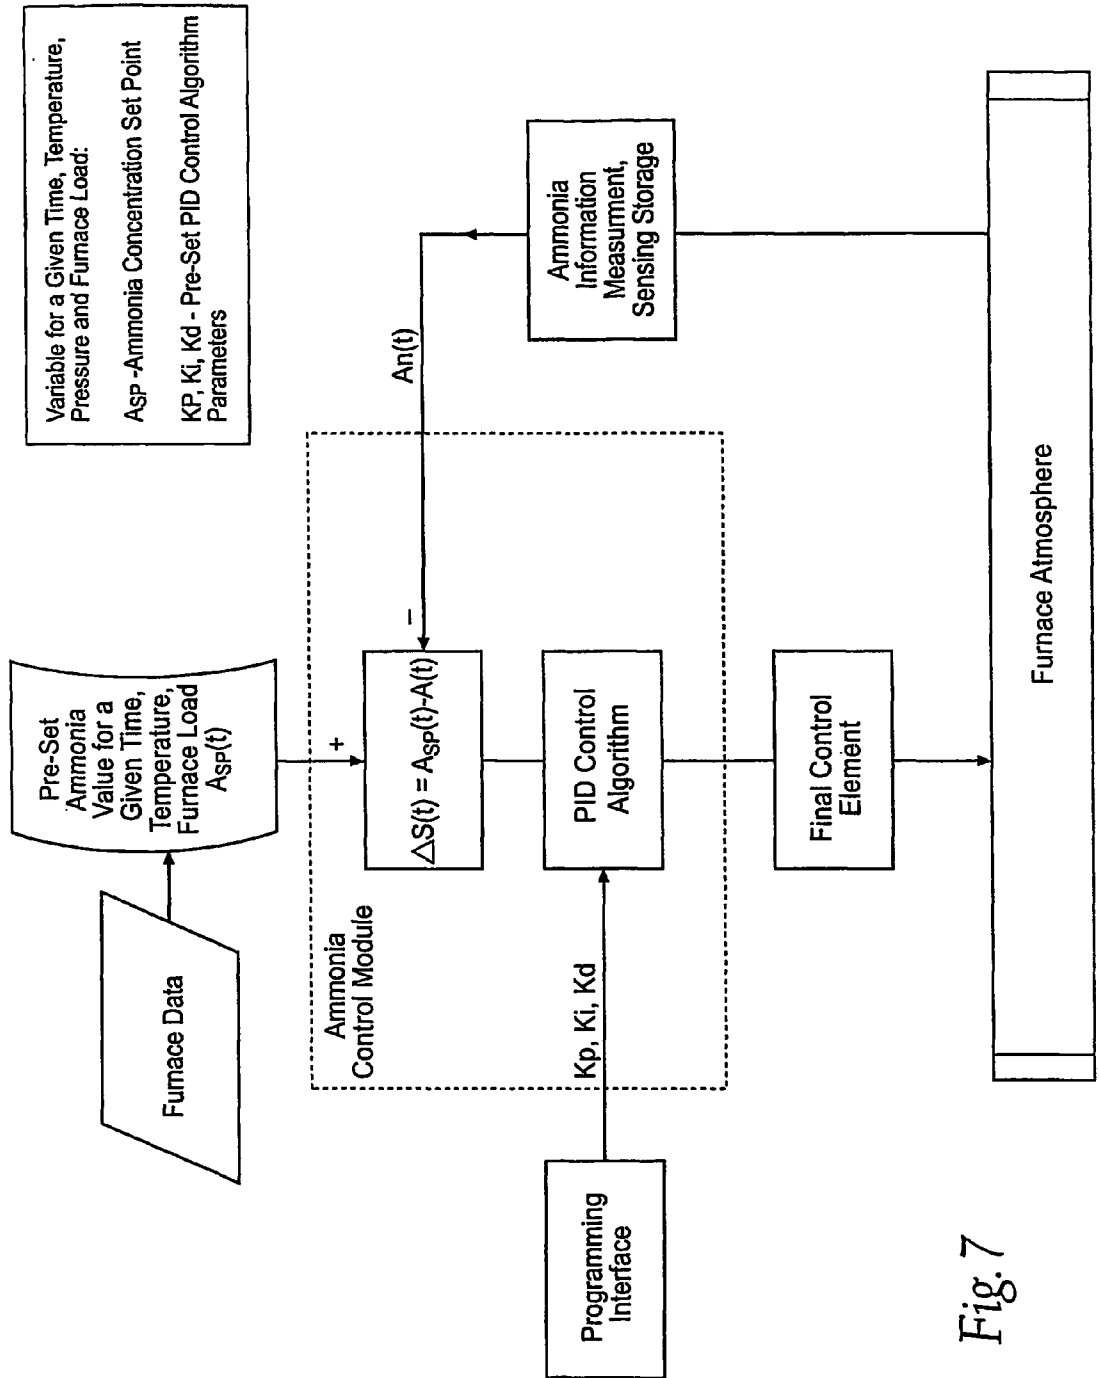 Furnace Data
Pre-Set
Ammonia
Value for a
Given Time,
Temperature,
Furnace Load
ASP(t)
Variable for a Given Time, Temperature,
Pressure and Furnace Load:
ASP -Ammonia Concentration Set Point
KP, Ki, Kd - Pre-Set PID Control Algorithm
Parameters
+
Ammonia
Control Module
△S(t) = ASP(t)-A(t)
−
An(t)
Ammonia
Information
Measurment,
Sensing Storage
Programming
Interface
Kp, Ki, Kd
PID Control
Algorithm
Final Control
Element
Furnace Atmosphere
Fig. 7